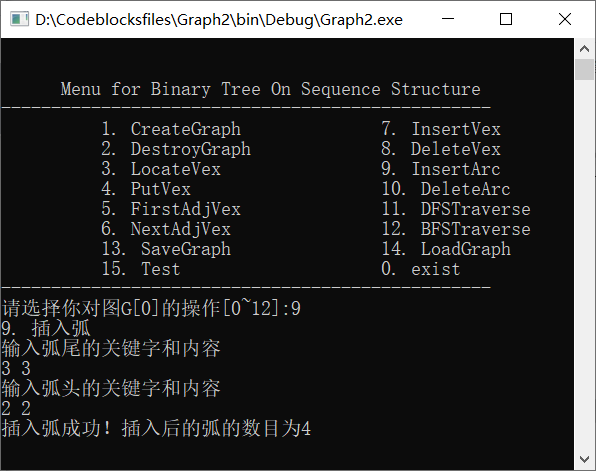 D:\Codeblocksfiles\Graph2\bin\Debug\Graph2.exe
Menu for Binary Tree On Sequence Structure
-------------------------------------------------
1. CreateGraph 7. InsertVex
2. DestroyGraph 8. DeleteVex
3. LocateVex 9. InsertArc
4. PutVex 10. DeleteArc
5. FirstAdjVex 11. DFSTraverse
6. NextAdjVex 12. BFSTraverse
13. SaveGraph 14. LoadGraph
15. Test 0. exist
-------------------------------------------------
请选择你对图G[0]的操作[0~12]:9
9. 插入弧
输入弧尾的关键字和内容
3 3
输入弧头的关键字和内容
2 2
插入弧成功！插入后的弧的数目为4